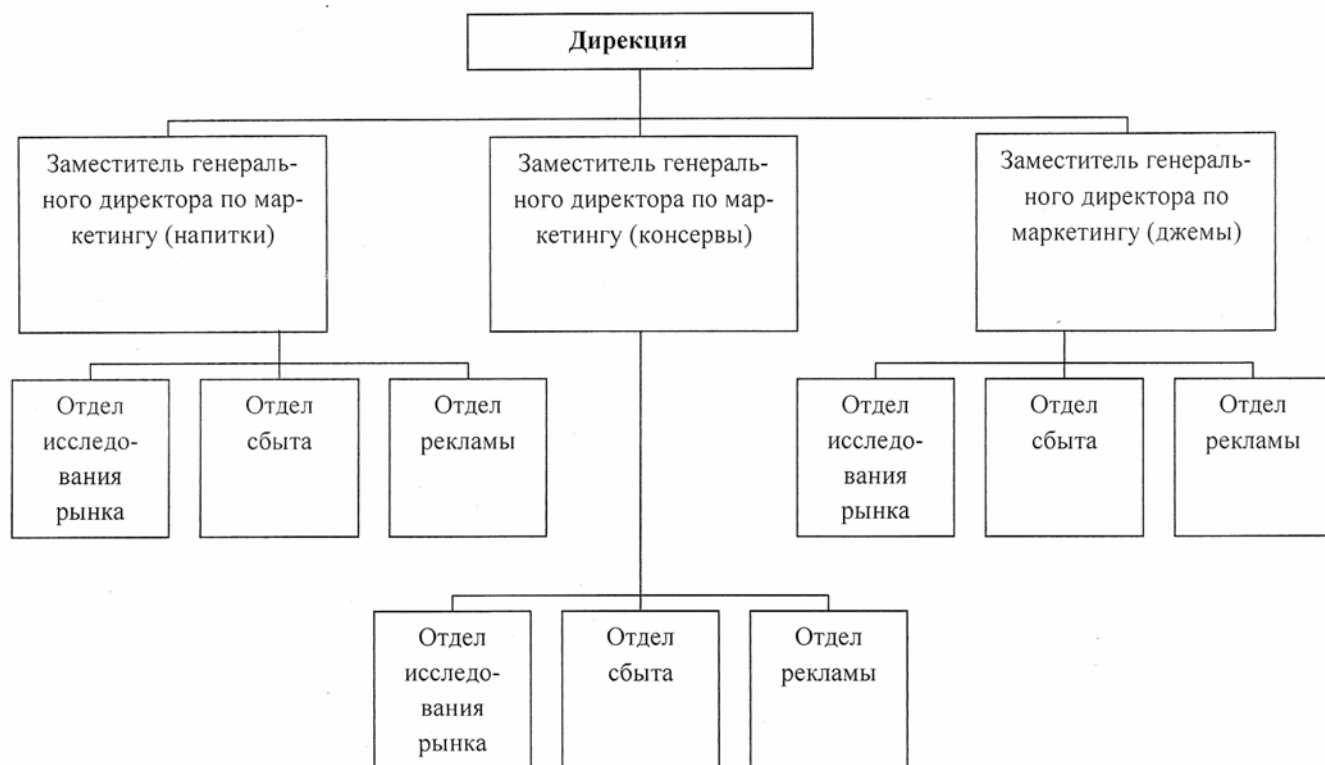 Дирекция
Заместитель генераль-
ного директора по мар-
кетингу (напитки)
Заместитель генераль-
ного директора по мар-
кетингу (консервы)
Заместитель генераль-
ного директора по
маркетингу (джемы)
Отдел
исследо-
вания
рынка
Отдел
сбыта
Отдел
рекламы
Отдел
исследо-
вания
рынка
Отдел
сбыта
Отдел
рекламы
Отдел
исследо-
вания
рынка
Отдел
сбыта
Отдел
рекламы